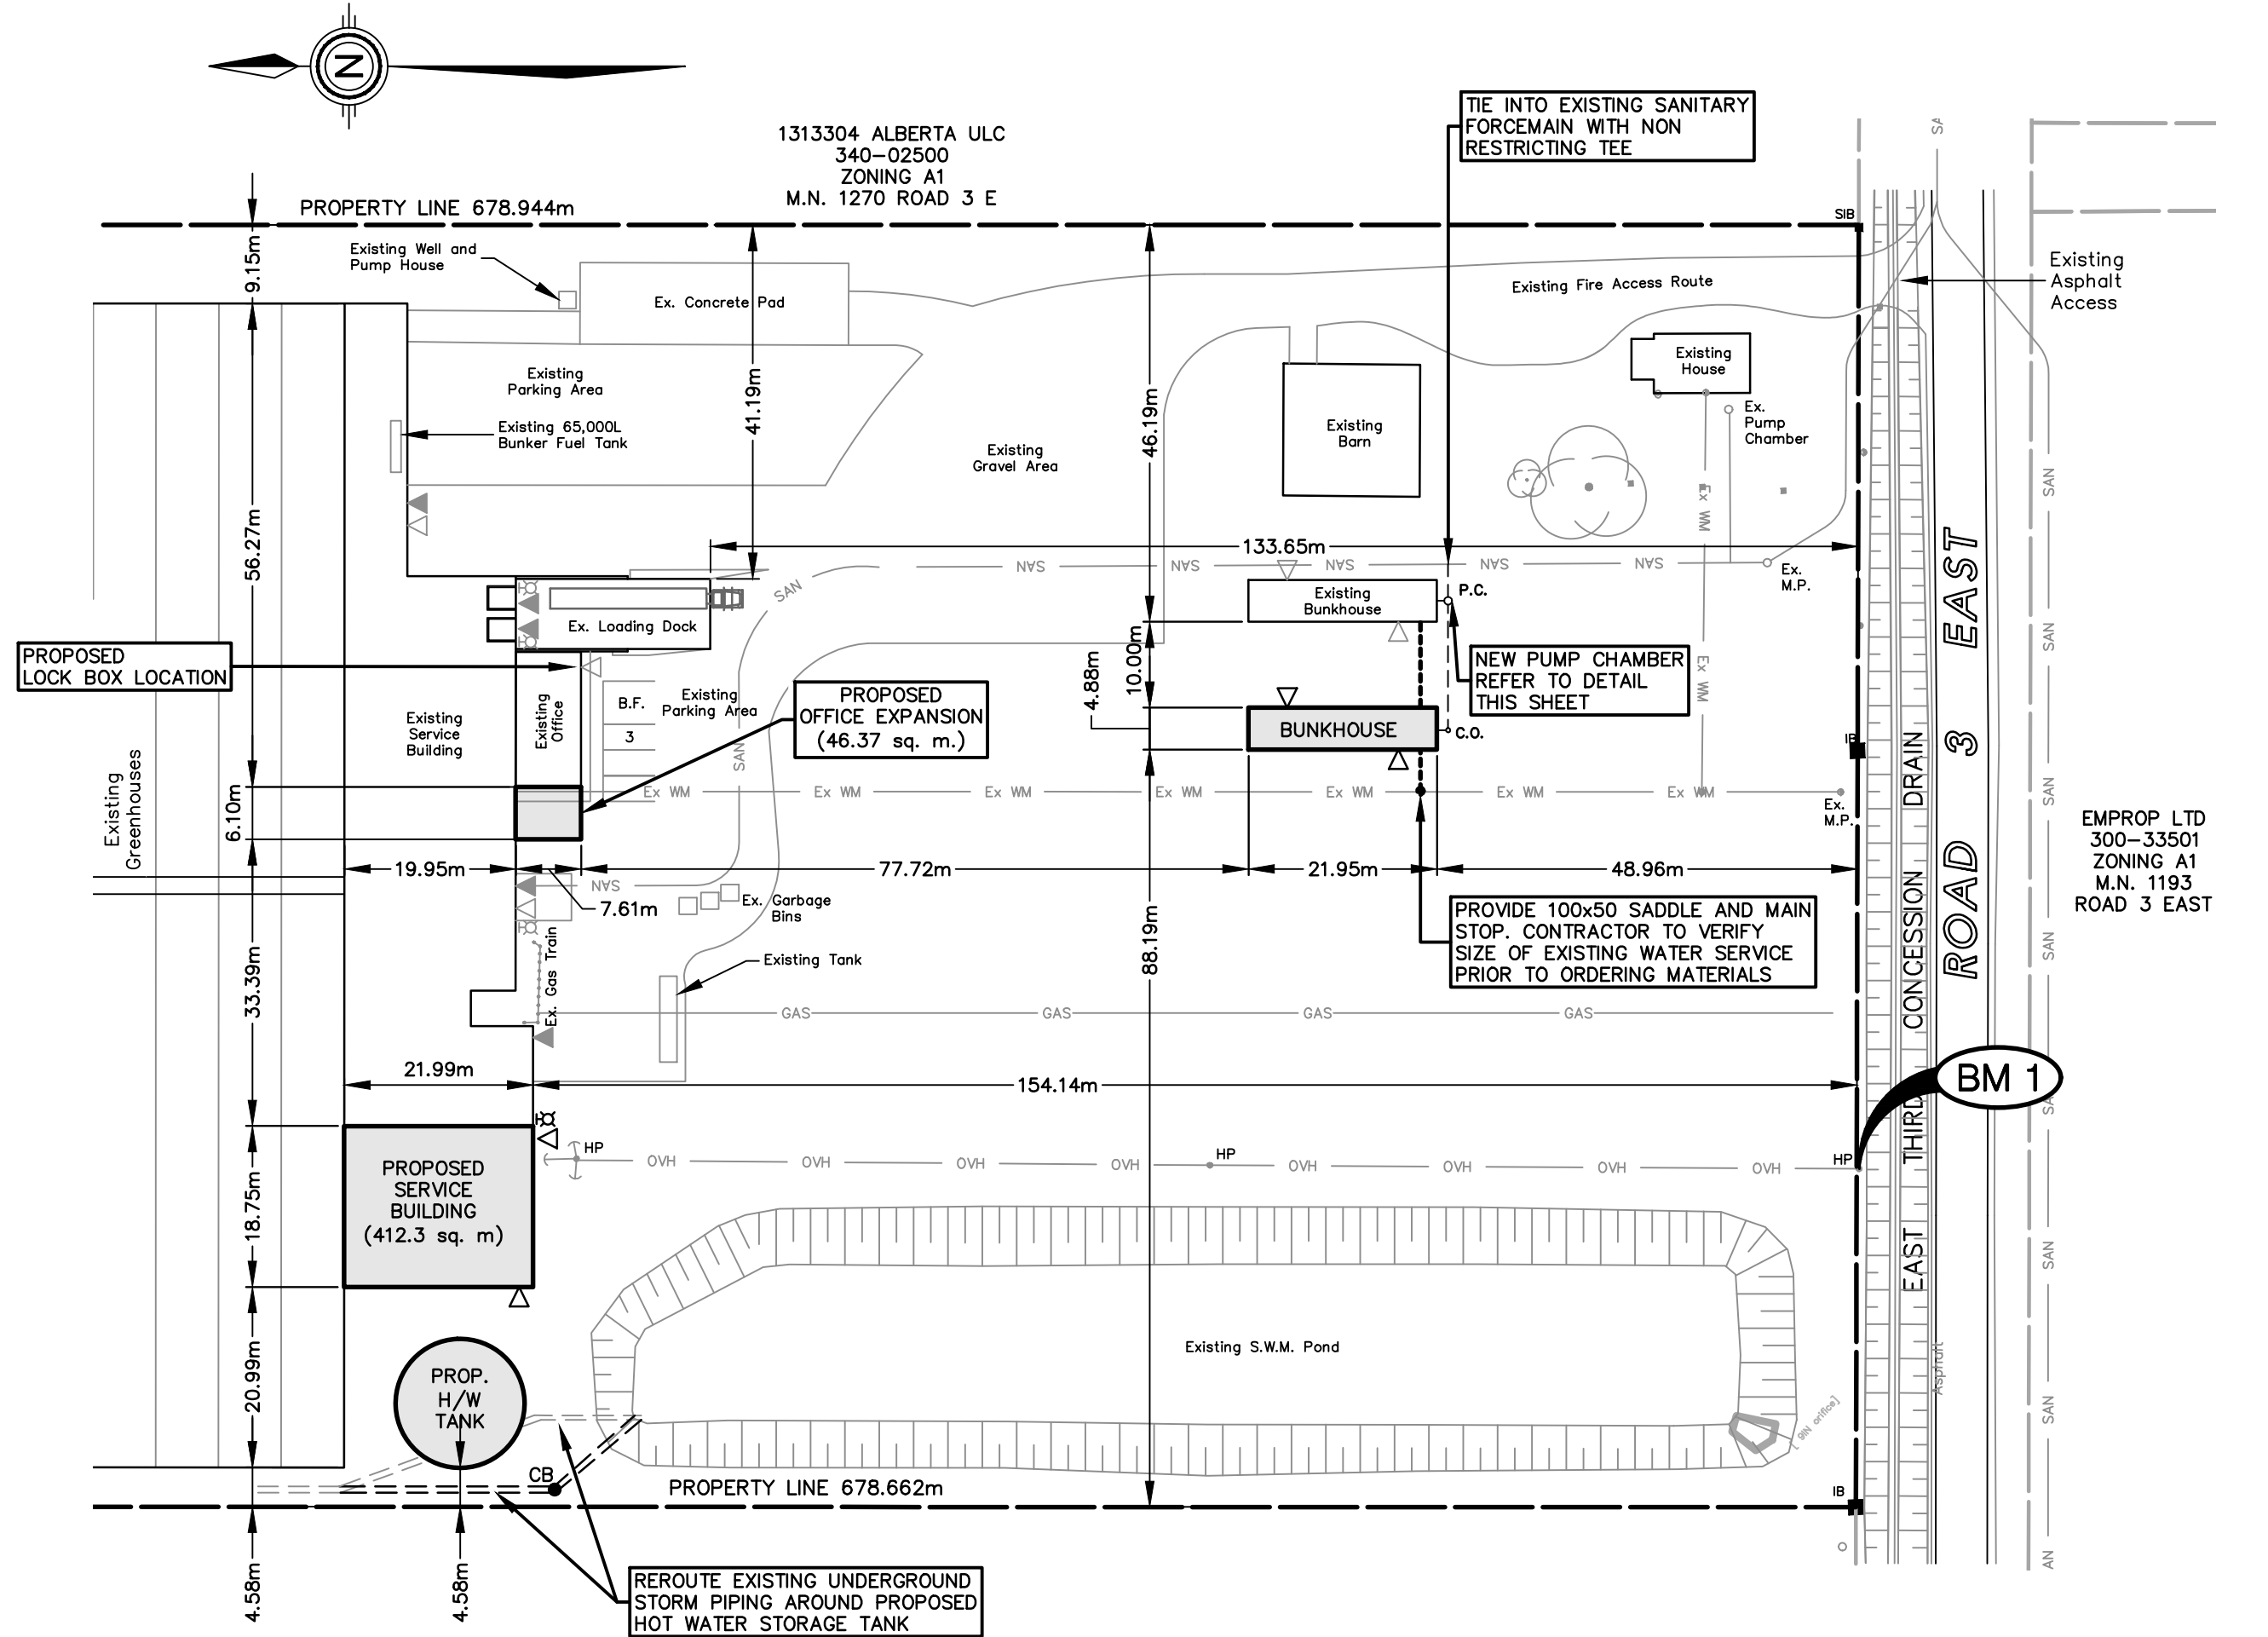 N
1313304 ALBERTA ULC
340-02500
ZONING A1
M.N. 1270 ROAD 3 E
TIE INTO EXISTING SANITARY
FORCEMAIN WITH NON
RESTRICTING TEE
SA
PROPERTY LINE 678.944m
SIB
9.15m
Existing Well and
Pump House
Ex. Concrete Pad
Existing Fire Access Route
Existing
Asphalt
Access
Existing
Parking Area
41.19m
46.19m
Existing
House
Existing 65,000L
Bunker Fuel Tank
Existing
Gravel Area
Existing
Barn
Ex.
Pump
Chamber
Ex WM
SAN
56.27m
133.65m
SAN
SAN
SAN
SAN
SAN
SAN
Ex.
M.P.
Ex. Loading Dock
Existing
Bunkhouse
P.C.
ROAD 3 EAST
SAN
PROPOSED
LOCK BOX LOCATION
10.00m
4.88m
NEW PUMP CHAMBER
REFER TO DETAIL
THIS SHEET
Ex WM
Existing
Service
Building
Existing
Office
B.F.
3
Existing
Parking Area
SAN
PROPOSED
OFFICE EXPANSION
(46.37 sq. m.)
BUNKHOUSE
C.O.
IB
Existing
Greenhouses
6.10m
Ex WM
Ex WM
Ex WM
Ex WM
Ex WM
Ex WM
Ex WM
Ex.
M.P.
SAN
EMPROP LTD
300-33501
ZONING A1
M.N. 1193
ROAD 3 EAST
19.95m
77.72m
21.95m
48.96m
SAN
7.61m
Ex. Garbage
Bins
PROVIDE 100x50 SADDLE AND MAIN
STOP. CONTRACTOR TO VERIFY
SIZE OF EXISTING WATER SERVICE
PRIOR TO ORDERING MATERIALS
SAN
33.39m
Ex. Gas Train
Existing Tank
88.19m
GAS
GAS
GAS
GAS
EAST THIRD CONCESSION DRAIN
21.99m
154.14m
BM 1
SA
HP
OVH
OVH
OVH
OVH
HP
OVH
OVH
OVH
OVH
HP
18.75m
PROPOSED
SERVICE
BUILDING
(412.3 sq. m)
SAN
Existing S.W.M. Pond
Asphalt
20.99m
PROP.
H/W
TANK
[ 9IN orifice]
SAN
CB
PROPERTY LINE 678.662m
IB
4.58m
4.58m
AN
REROUTE EXISTING UNDERGROUND
STORM PIPING AROUND PROPOSED
HOT WATER STORAGE TANK